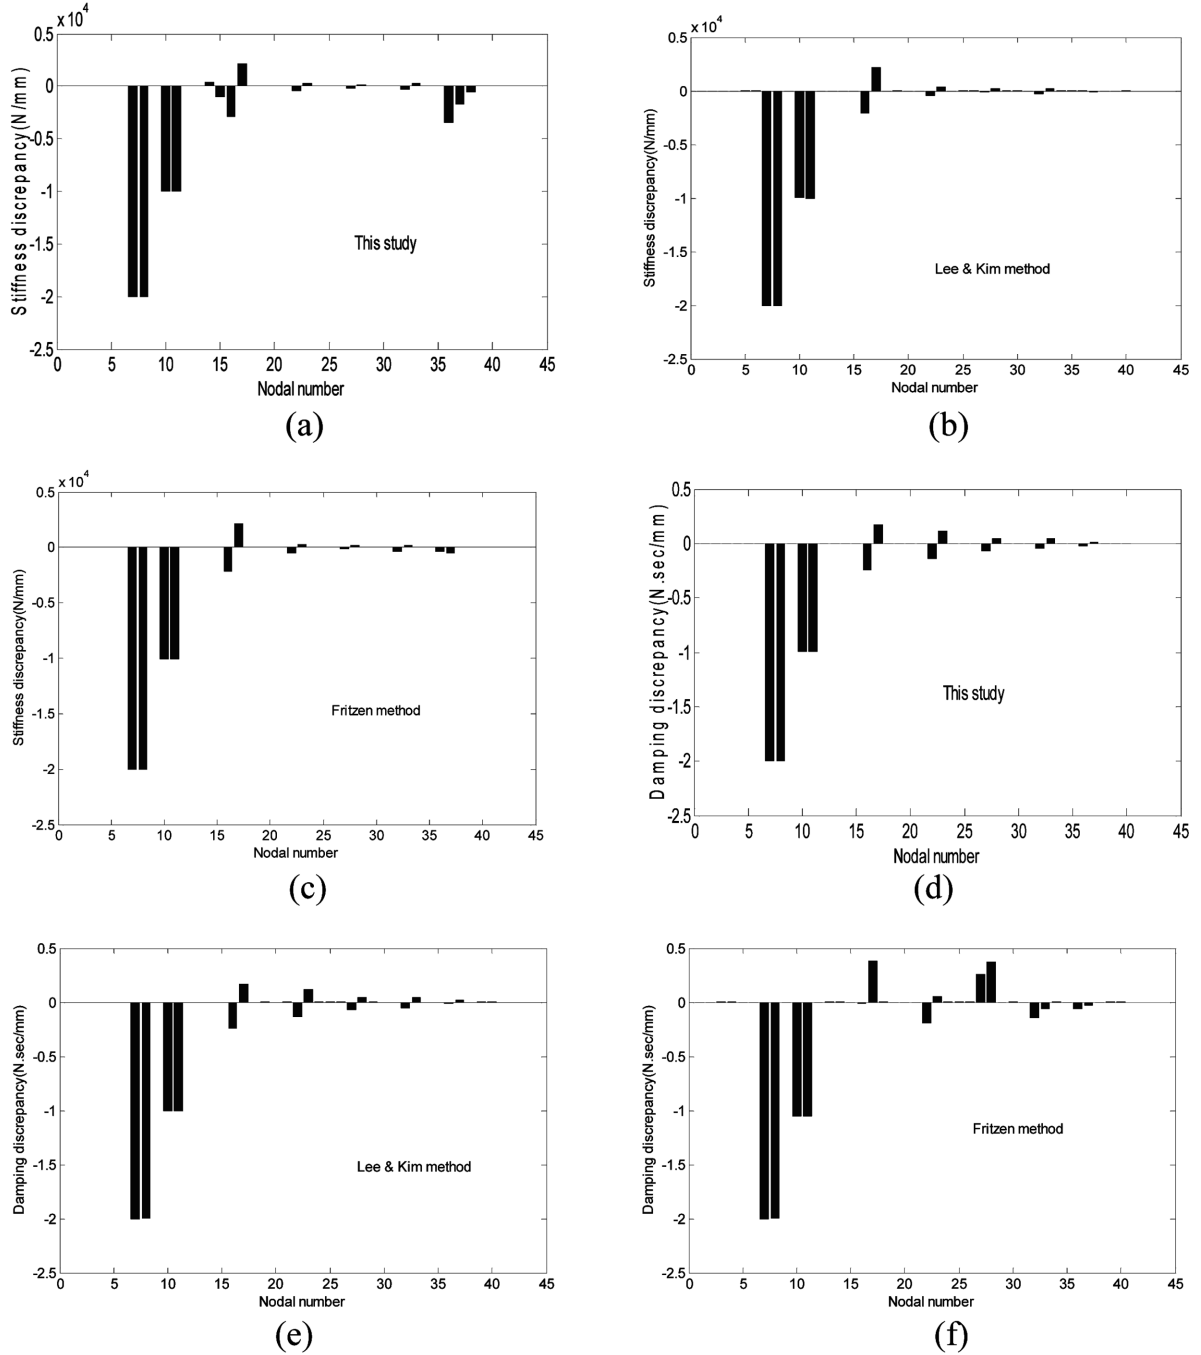 ×10⁴
0.5
0
-0.5
-1
-1.5
-2
-2.5
Stiffness discrepancy(N/mm)
This study
0 5 10 15 20 25 30 35 40 45
Nodal number
(a)
×10⁴
0.5
0
-0.5
-1
-1.5
-2
-2.5
Stiffness discrepancy(N/mm)
Lee & Kim method
0 5 10 15 20 25 30 35 40 45
Nodal number
(b)
×10⁴
0.5
0
-0.5
-1
-1.5
-2
-2.5
Stiffness discrepancy(N/mm)
Fritzen method
0 5 10 15 20 25 30 35 40 45
Nodal number
(c)
0.5
0
-0.5
-1
-1.5
-2
-2.5
Damping discrepancy(N.sec/mm)
This study
0 5 10 15 20 25 30 35 40 45
Nodal number
(d)
0.5
0
-0.5
-1
-1.5
-2
-2.5
Damping discrepancy(N.sec/mm)
Lee & Kim method
0 5 10 15 20 25 30 35 40 45
Nodal number
(e)
0.5
0
-0.5
-1
-1.5
-2
-2.5
Damping discrepancy(N.sec/mm)
Fritzen method
0 5 10 15 20 25 30 35 40 45
Nodal number
(f)